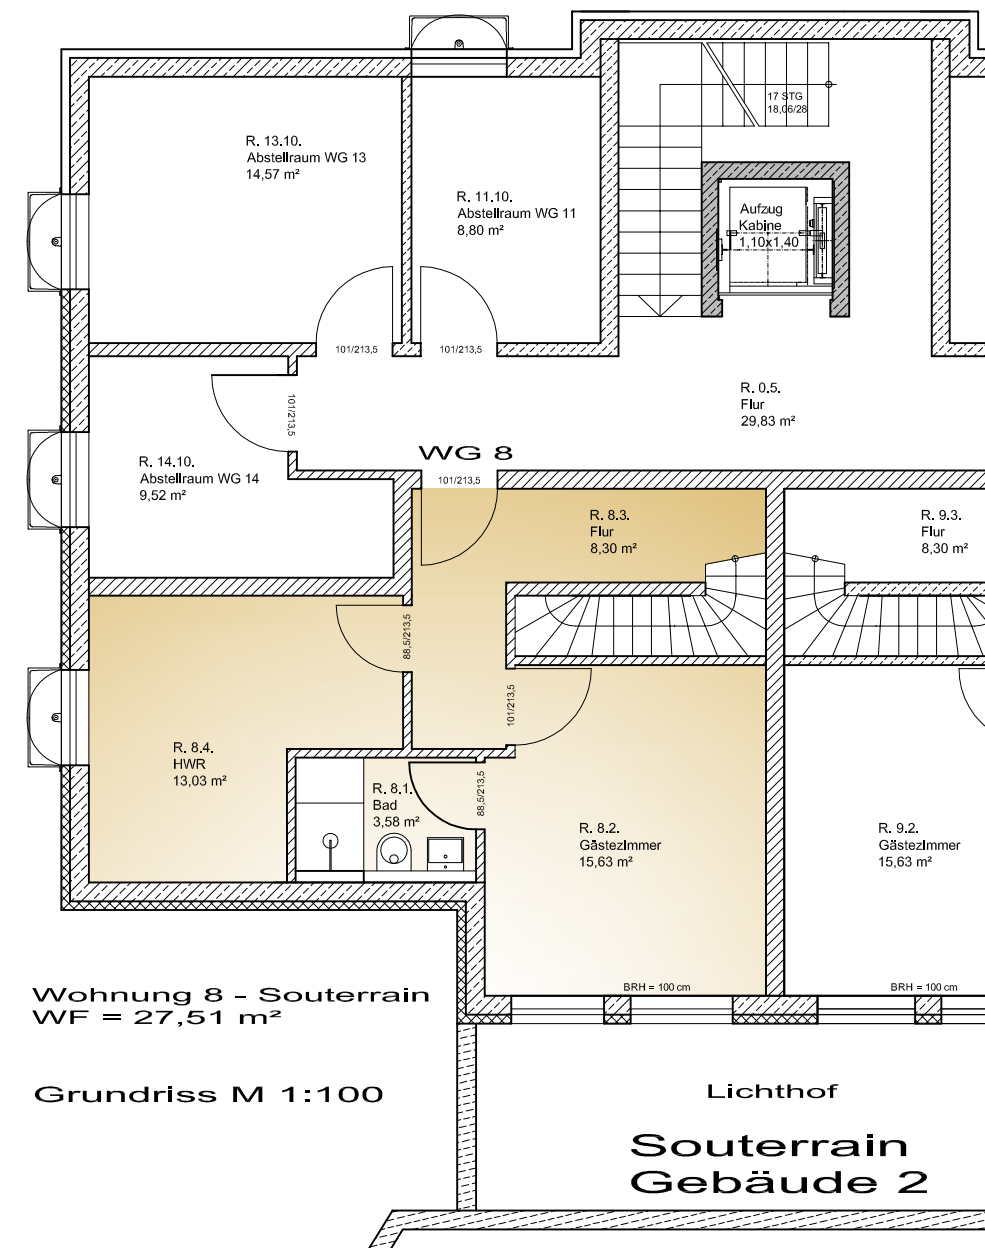 17 STG
18,06/28
R. 13.10.
Abstellraum WG 13
14,57 m²
R. 11.10.
Abstellraum WG 11
8,80 m²
Aufzug
Kabine
1,10x1,40
101/213,5
101/213,5
R. 0.5.
Flur
29,83 m²
101/213,5
WG 8
R. 14.10.
Abstellraum WG 14
9,52 m²
101/213,5
R. 8.3.
Flur
8,30 m²
R. 9.3.
Flur
8,30 m²
88,5/213,5
101/213,5
R. 8.4.
HWR
13,03 m²
R. 8.1.
Bad
3,58 m²
88,5/213,5
R. 8.2.
Gästezimmer
15,63 m²
R. 9.2.
Gästezimmer
15,63 m²
BRH = 100 cm
BRH = 100 cm
Wohnung 8 - Souterrain
WF = 27,51 m²
Grundriss M 1:100
Lichthof
Souterrain
Gebäude 2